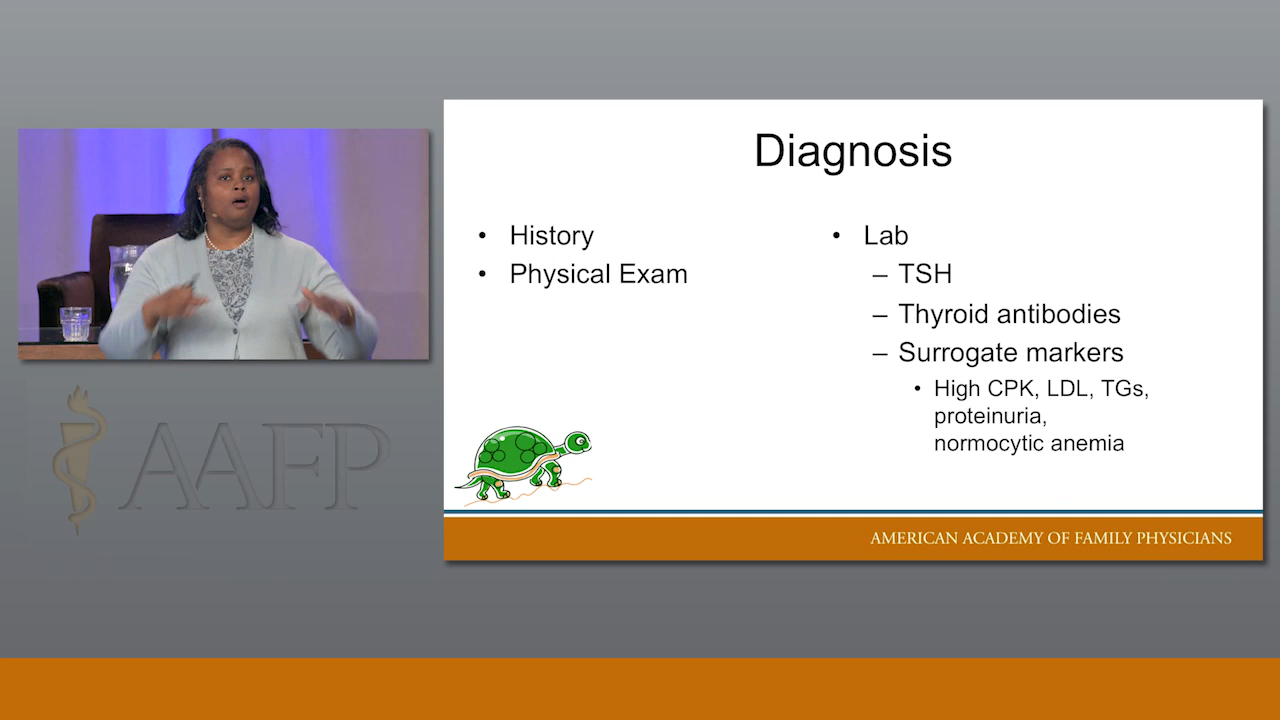 AAFP
Diagnosis
• History
• Physical Exam
• Lab
– TSH
– Thyroid antibodies
– Surrogate markers
• High CPK, LDL, TGs,
proteinuria,
normocytic anemia
AMERICAN ACADEMY OF FAMILY PHYSICIANS